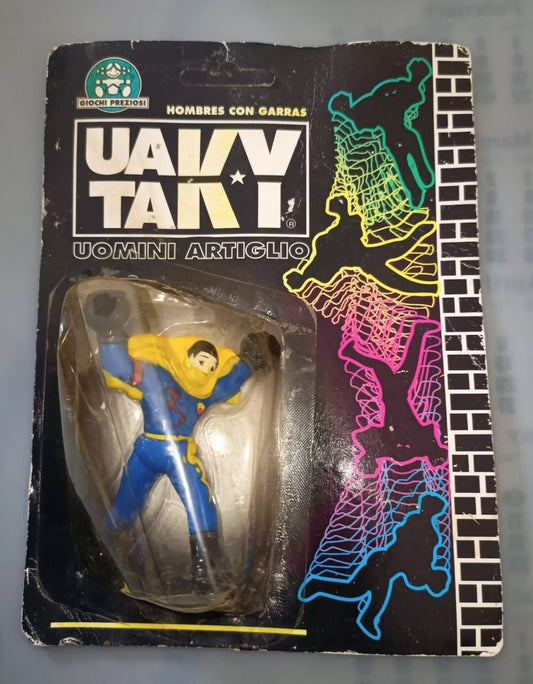 GIOCHI PREZIOSI
HOMBRES CON GARRAS
UAKY
TAKY
®
UOMINI ARTIGLIO